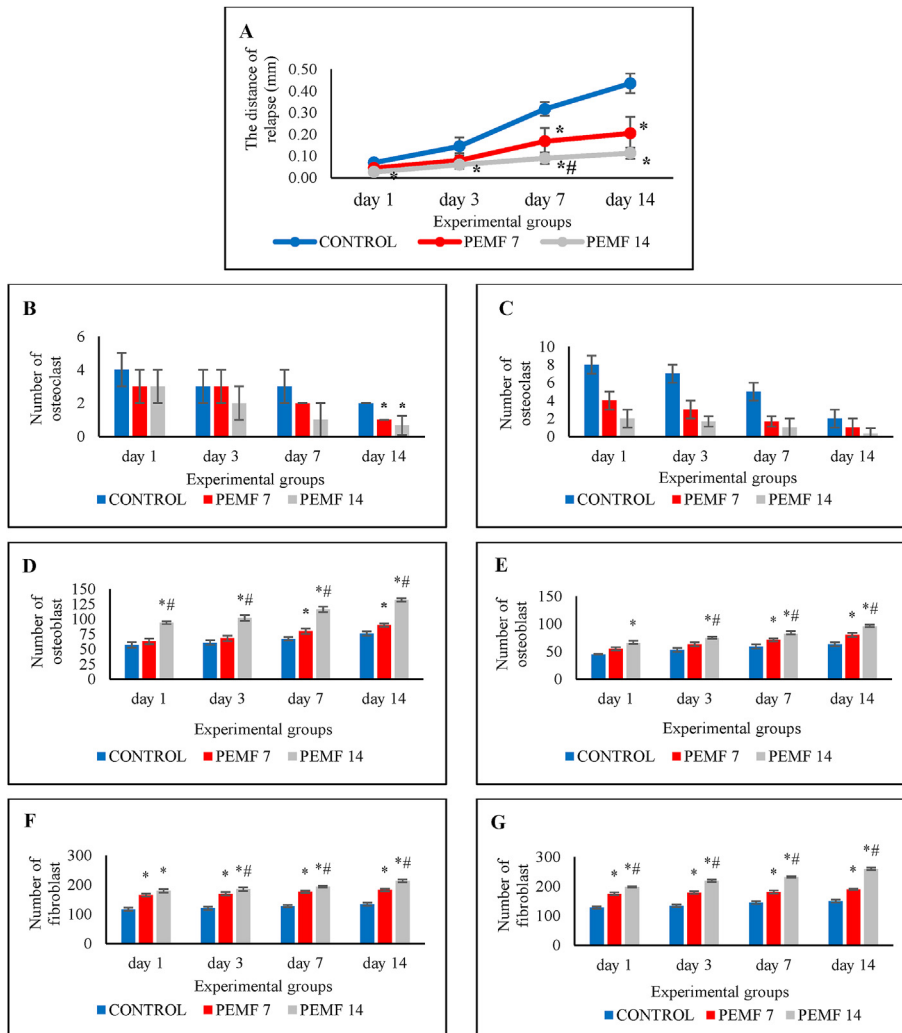 A
The distance of
relapse (mm)
0.50
0.40
0.30
0.20
0.10
0.00
* *
* * *# *
day 1 day 3 day 7 day 14
Experimental groups
CONTROL PEMF 7 PEMF 14
B
Number of
osteoclast
6
4
2
0
* *
day 1 day 3 day 7 day 14
Experimental groups
CONTROL PEMF 7 PEMF 14
C
Number of
osteoclast
10
8
6
4
2
0
day 1 day 3 day 7 day 14
Experimental groups
CONTROL PEMF 7 PEMF 14
D
Number of
osteoblast
150
125
100
75
50
25
0
*# *# * *# * *#
day 1 day 3 day 7 day 14
Experimental groups
CONTROL PEMF 7 PEMF 14
E
Number of
osteoblast
150
100
50
0
* *# * *# * *#
day 1 day 3 day 7 day 14
Experimental groups
CONTROL PEMF 7 PEMF 14
F
Number of
fibroblast
300
200
100
0
* * * *# * *# * *#
day 1 day 3 day 7 day 14
Experimental groups
CONTROL PEMF 7 PEMF 14
G
Number of
fibroblast
300
200
100
0
* *# * *# * *# * *#
day 1 day 3 day 7 day 14
Experimental groups
CONTROL PEMF 7 PEMF 14